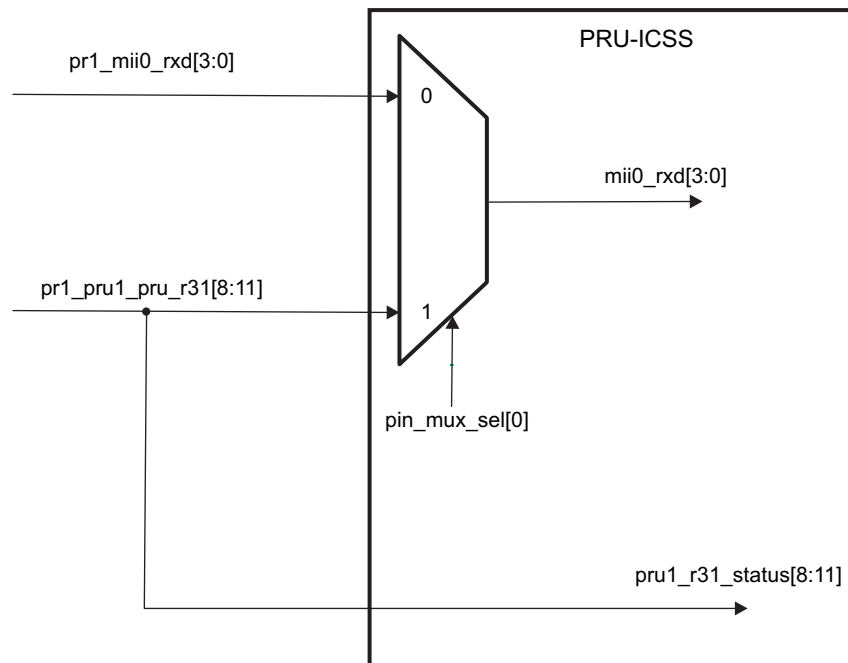 PRU-ICSS
pr1_mii0_rxd[3:0]
0
mii0_rxd[3:0]
pr1_pru1_pru_r31[8:11]
1
pin_mux_sel[0]
pru1_r31_status[8:11]